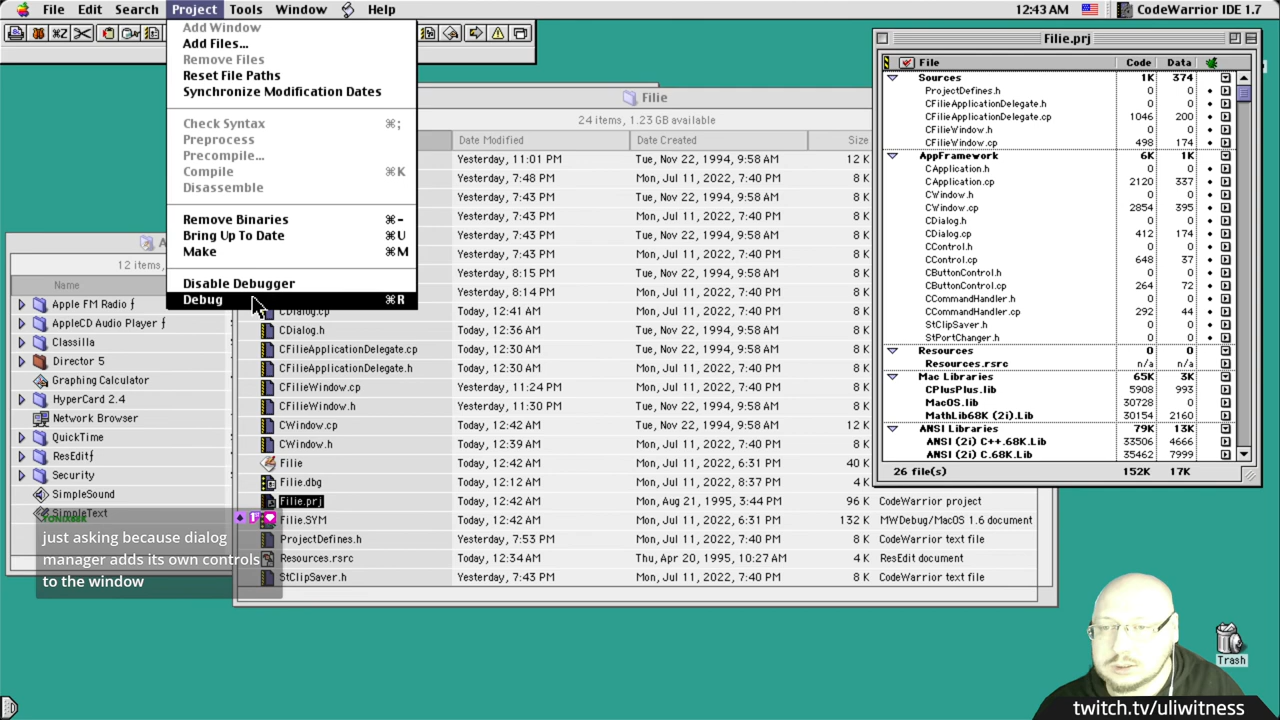 File Edit Search Project Tools Window Help 12:43 AM CodeWarrior IDE 1.7
Add Window
Add Files...
Remove Files
Reset File Paths
Synchronize Modification Dates
Check Syntax ⌘;
Preprocess
Precompile...
Compile ⌘K
Disassemble
Remove Binaries ⌘-
Bring Up To Date ⌘U
Make ⌘M
Disable Debugger
Debug ⌘R
Filie
24 items, 1.23 GB available
Date Modified Date Created Size
Yesterday, 11:01 PM Tue, Nov 22, 1994, 9:58 AM 12 K
Yesterday, 7:48 PM Mon, Jul 11, 2022, 7:40 PM 8 K
Yesterday, 7:43 PM Tue, Nov 22, 1994, 9:58 AM 8 K
Yesterday, 7:43 PM Mon, Jul 11, 2022, 7:40 PM 8 K
Yesterday, 7:43 PM Tue, Nov 22, 1994, 9:58 AM 8 K
Yesterday, 7:43 PM Mon, Jul 11, 2022, 7:40 PM 8 K
Yesterday, 8:15 PM Tue, Nov 22, 1994, 9:58 AM 8 K
Yesterday, 8:14 PM Mon, Jul 11, 2022, 7:40 PM 8 K
CDialog.cp Today, 12:41 AM Tue, Nov 22, 1994, 9:58 AM 8 K
CDialog.h Today, 12:36 AM Mon, Jul 11, 2022, 7:40 PM 8 K
CFilieApplicationDelegate.cp Today, 12:30 AM Tue, Nov 22, 1994, 9:58 AM 8 K
CFilieApplicationDelegate.h Today, 12:30 AM Mon, Jul 11, 2022, 7:40 PM 8 K
CFilieWindow.cp Yesterday, 11:24 PM Tue, Nov 22, 1994, 9:58 AM 8 K
CFilieWindow.h Yesterday, 11:30 PM Mon, Jul 11, 2022, 7:40 PM 8 K
CWindow.cp Today, 12:42 AM Tue, Nov 22, 1994, 9:58 AM 12 K
CWindow.h Today, 12:39 AM Mon, Jul 11, 2022, 7:40 PM 8 K
Filie Today, 12:42 AM Mon, Jul 11, 2022, 6:31 PM 40 K
Filie.dbg Today, 12:12 AM Mon, Jul 11, 2022, 8:37 PM 4 K
Filie.prj Today, 12:42 AM Mon, Aug 21, 1995, 3:44 PM 96 K CodeWarrior project
Filie.SYM Today, 12:42 AM Mon, Jul 11, 2022, 6:31 PM 132 K MWDebug/MacOS 1.6 document
ProjectDefines.h Yesterday, 7:53 PM Mon, Jul 11, 2022, 7:40 PM 8 K CodeWarrior text file
Resources.rsrc Today, 12:34 AM Thu, Apr 20, 1995, 10:27 AM 4 K ResEdit document
StClipSaver.h Yesterday, 7:43 PM Mon, Jul 11, 2022, 7:40 PM 8 K CodeWarrior text file
12 items,
Name
Apple FM Radio ƒ
AppleCD Audio Player ƒ
Classilla
Director 5
Graphing Calculator
HyperCard 2.4
Network Browser
QuickTime
ResEdit ƒ
Security
SimpleSound
SimpleText
just asking because dialog
manager adds its own controls
to the window
Filie.prj
File Code Data
Sources 1K 374
ProjectDefines.h 0 0
CFilieApplicationDelegate.h 0 0
CFilieApplicationDelegate.cp 1046 200
CFilieWindow.h 0 0
CFilieWindow.cp 498 174
AppFramework 6K 1K
CApplication.h 0 0
CApplication.cp 2120 337
CWindow.h 0 0
CWindow.cp 2854 395
CDialog.h 0 0
CDialog.cp 412 174
CControl.h 0 0
CControl.cp 648 37
CButtonControl.h 0 0
CButtonControl.cp 264 72
CCommandHandler.h 0 0
CCommandHandler.cp 292 44
StClipSaver.h 0 0
StPortChanger.h 0 0
Resources 0 0
Resources.rsrc n/a n/a
Mac Libraries 65K 3K
CPlusPlus.lib 5908 993
MacOS.lib 30728 0
MathLib68K (2i).Lib 30154 2160
ANSI Libraries 79K 13K
ANSI (2i) C++.68K.Lib 33506 4666
ANSI (2i) C.68K.Lib 35462 7999
26 file(s) 152K 17K
Trash
twitch.tv/uliwitness